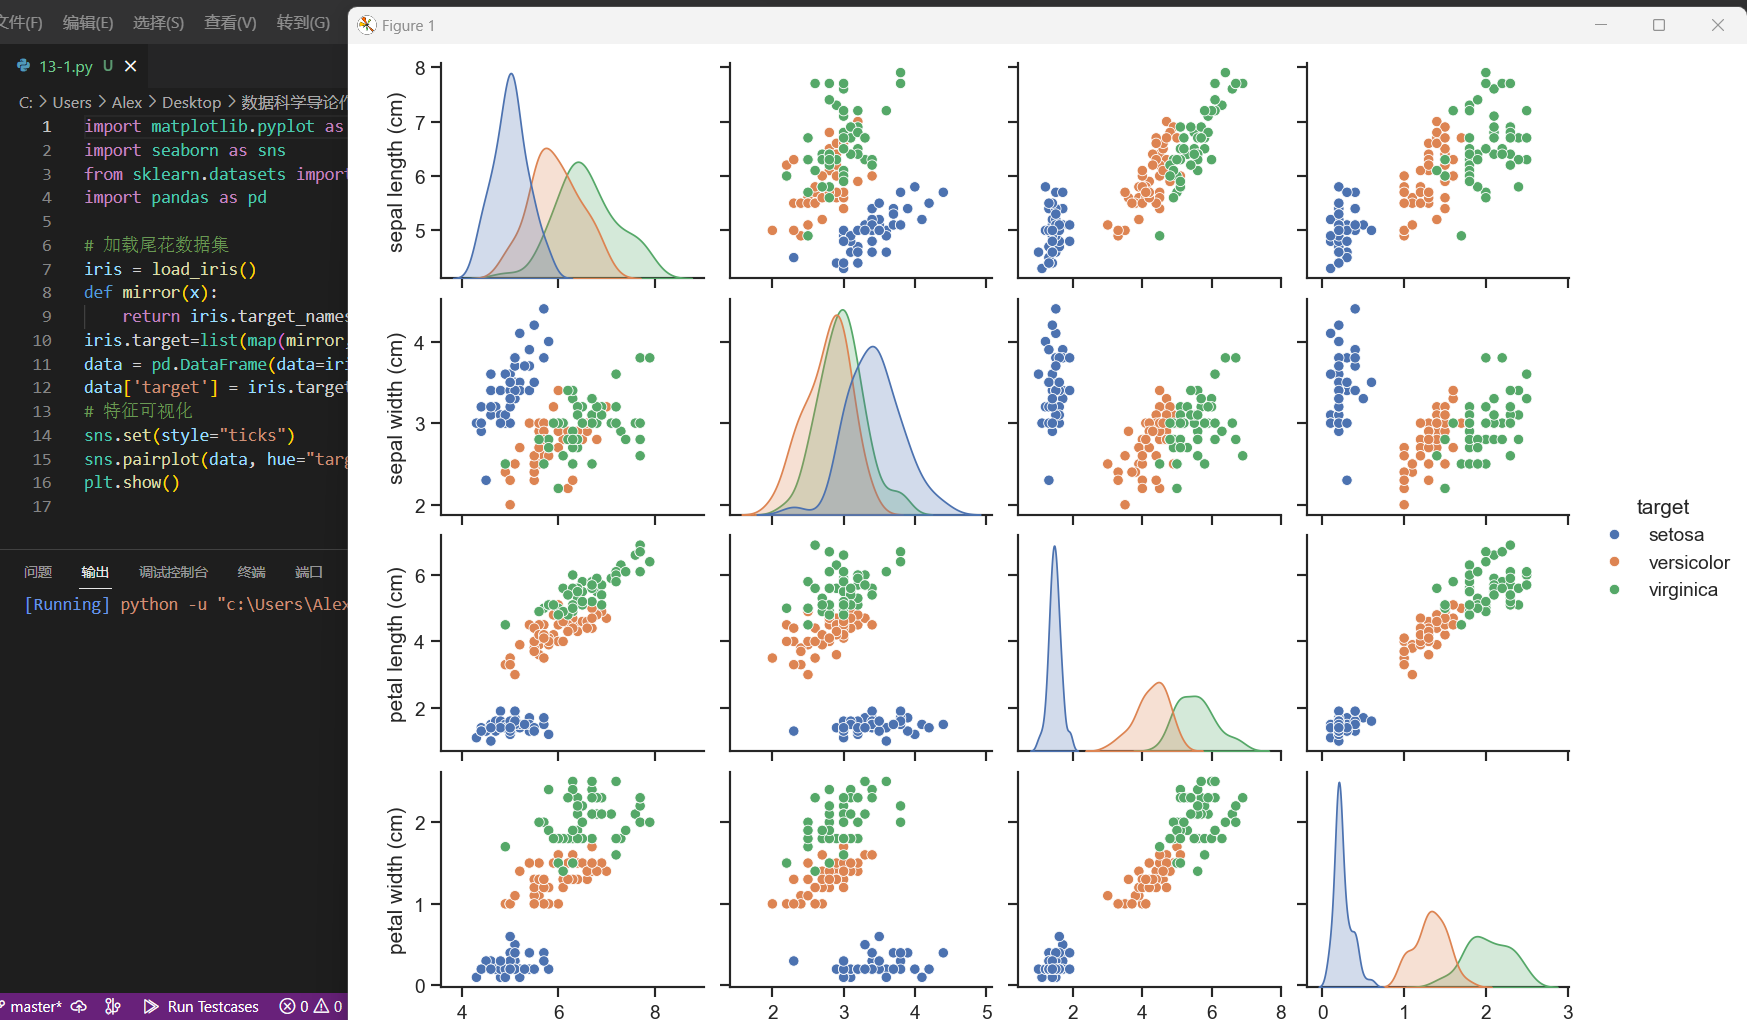 文件(F) 编辑(E) 选择(S) 查看(V) 转到(G)
Figure 1
13-1.py U
C: > Users > Alex > Desktop > 数据科学导论作
1 import matplotlib.pyplot as
2 import seaborn as sns
3 from sklearn.datasets import
4 import pandas as pd
5
6 # 加载尾花数据集
7 iris = load_iris()
8 def mirror(x):
9 return iris.target_names
10 iris.target=list(map(mirror,
11 data = pd.DataFrame(data=iri
12 data['target'] = iris.target
13 # 特征可视化
14 sns.set(style="ticks")
15 sns.pairplot(data, hue="targ
16 plt.show()
17
问题 输出 调试控制台 终端 端口
[Running] python -u "c:\Users\Alex
master* Run Testcases 0 0
sepal length (cm)
8
7
6
5
sepal width (cm)
4
3
2
petal length (cm)
6
4
2
petal width (cm)
2
1
0
4 6 8 2 3 4 5 2 4 6 8 0 1 2 3
target
setosa
versicolor
virginica